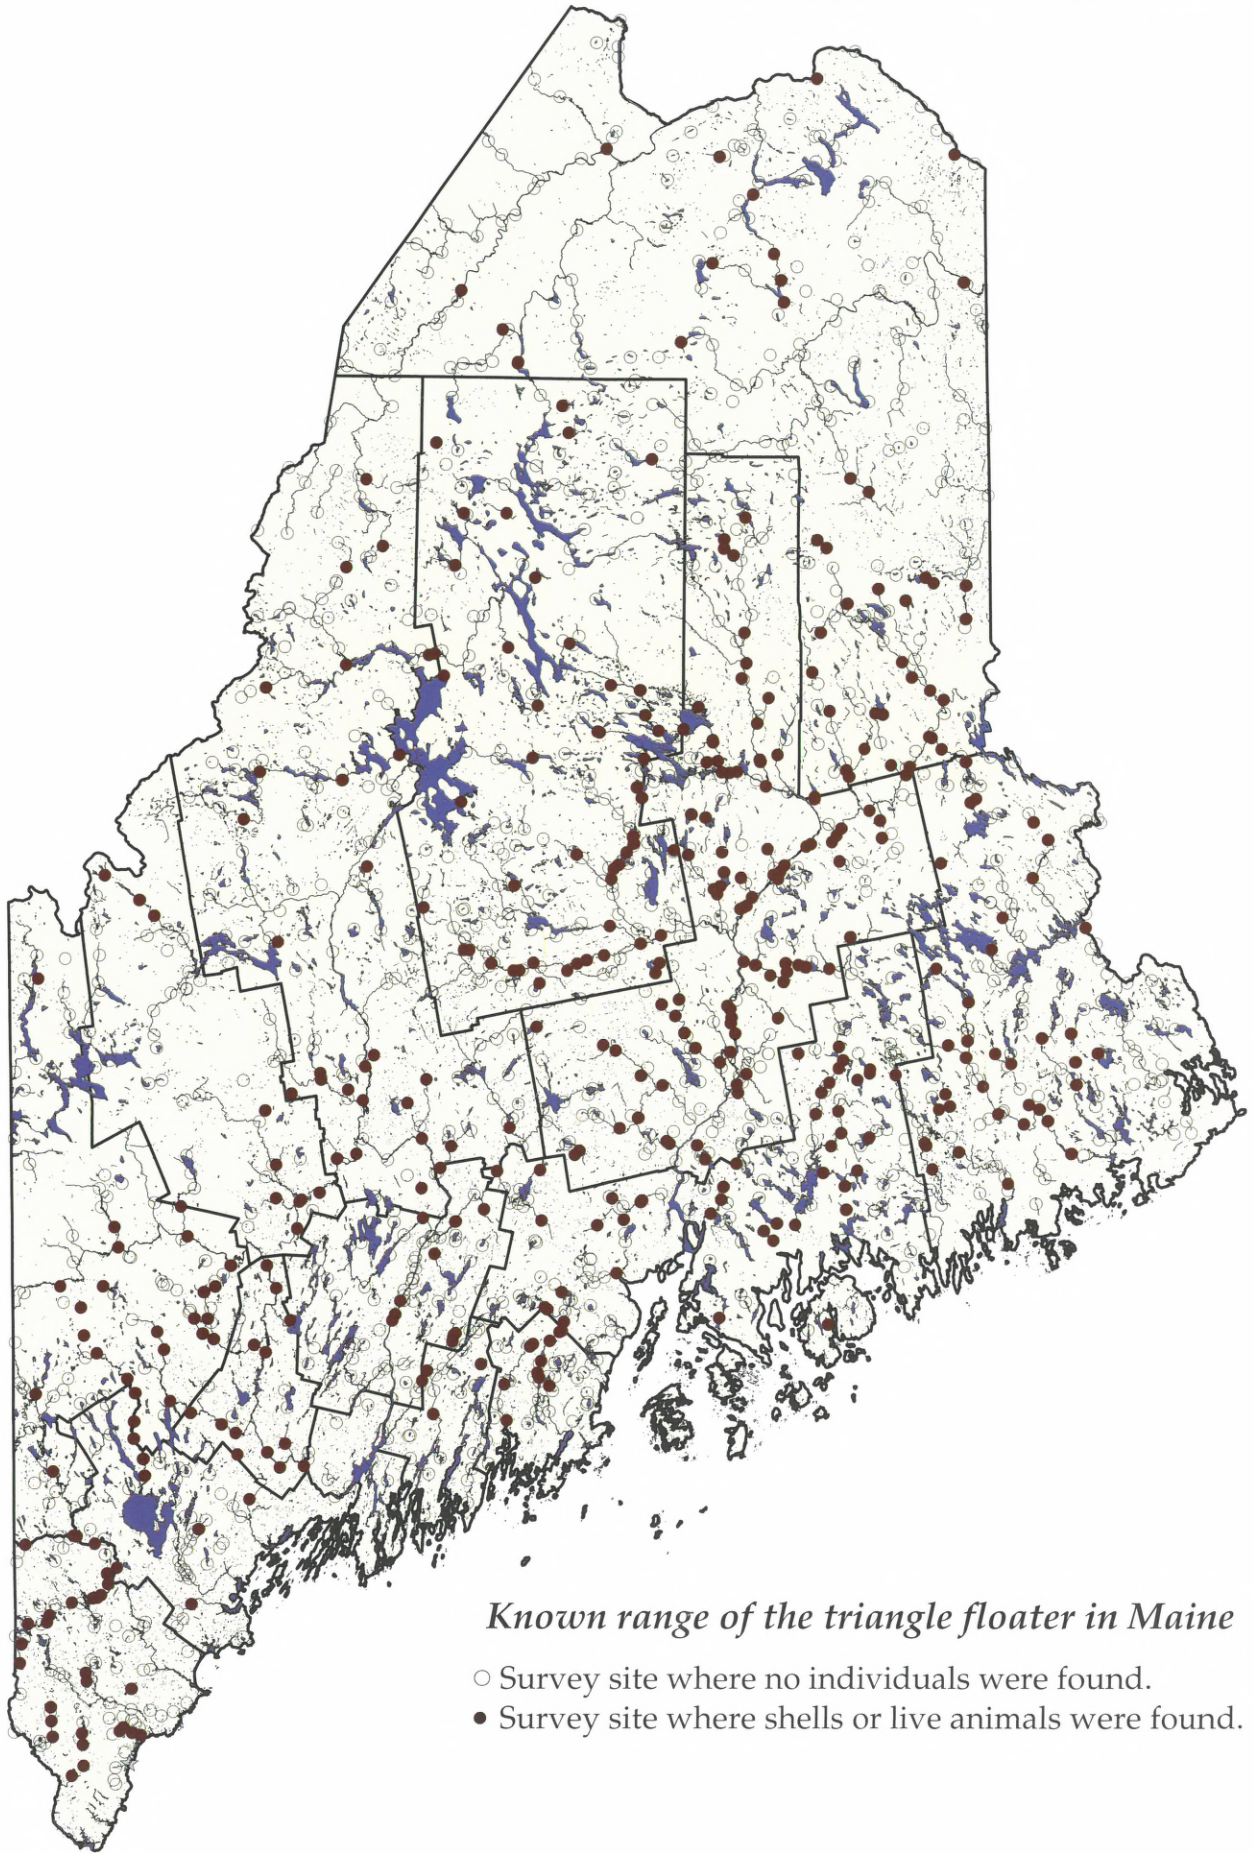 Known range of the triangle floater in Maine
Survey site where no individuals were found.
Survey site where shells or live animals were found.